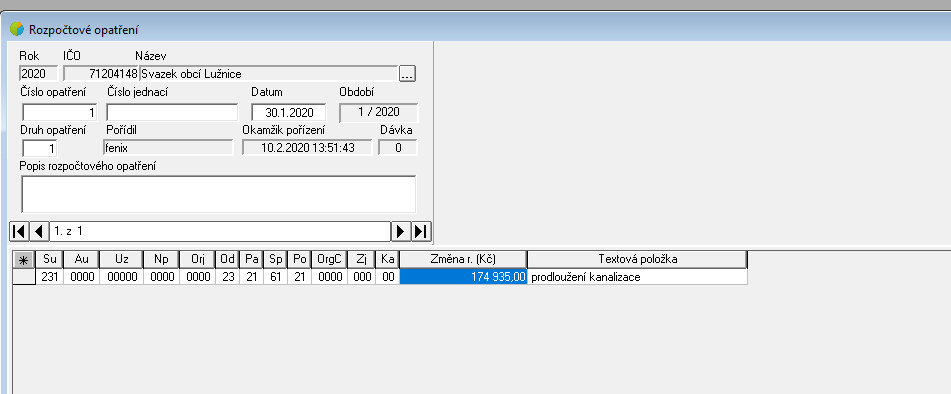 Rozpočtové opatření
Rok IČO Název
2020 71204148 Svazek obcí Lužnice ...
Číslo opatření Číslo jednací Datum Období
1 30.1.2020 1 / 2020
Druh opatření Pořídil Okamžik pořízení Dávka
1 fenix 10.2.2020 13:51:43 0
Popis rozpočtového opatření
1. z 1
Su Au Uz Np Orj Od Pa Sp Po OrgC Zj Ka Změna r. (Kč) Textová položka
231 0000 00000 0000 0000 23 21 61 21 0000 000 00 174 935,00 prodloužení kanalizace